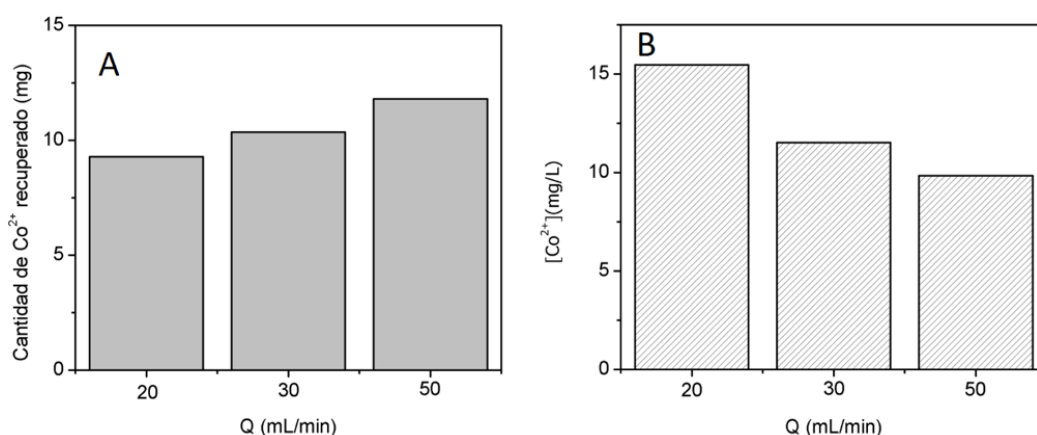 A
Cantidad de Co²⁺ recuperado (mg)
15
10
5
0
20 30 50
Q (mL/min)
B
[Co²⁺](mg/L)
15
10
5
0
20 30 50
Q (mL/min)